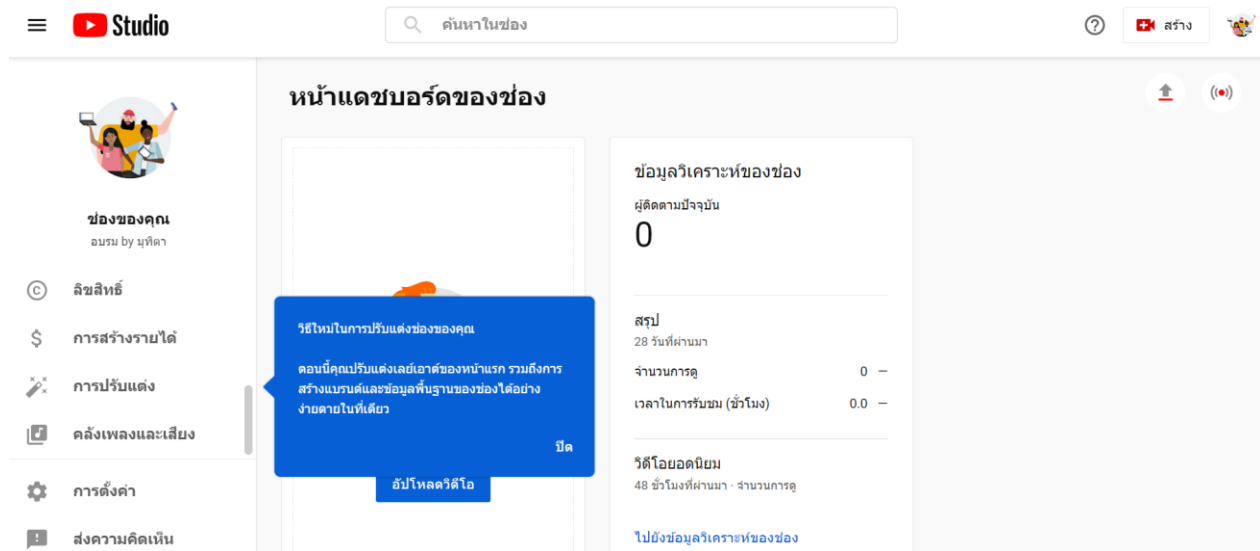 Studio
ค้นหาในช่อง
สร้าง
หน้าแดชบอร์ดของช่อง
ช่องของคุณ
อบรม by มุทิตา
ลิขสิทธิ์
การสร้างรายได้
การปรับแต่ง
คลังเพลงและเสียง
การตั้งค่า
ส่งความคิดเห็น
วิธีใหม่ในการปรับแต่งช่องของคุณ
ตอนนี้คุณปรับแต่งเลย์เอาต์ของหน้าแรก รวมถึงการ
สร้างแบรนด์และข้อมูลพื้นฐานของช่องได้อย่าง
ง่ายดายในที่เดียว
ปิด
อัปโหลดวิดีโอ
ข้อมูลวิเคราะห์ของช่อง
ผู้ติดตามปัจจุบัน
0
สรุป
28 วันที่ผ่านมา
จำนวนการดู 0 —
เวลาในการรับชม (ชั่วโมง) 0.0 —
วิดีโอยอดนิยม
48 ชั่วโมงที่ผ่านมา · จำนวนการดู
ไปยังข้อมูลวิเคราะห์ของช่อง